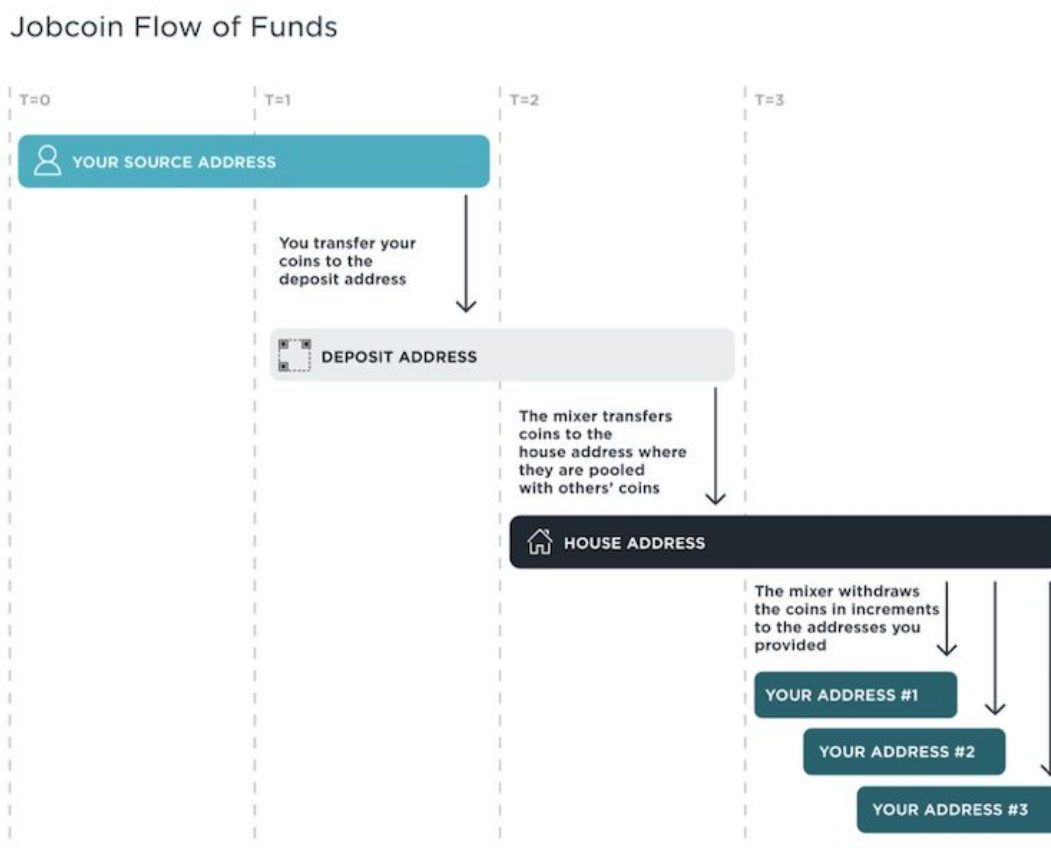 Jobcoin Flow of Funds
T=0
T=1
T=2
T=3
YOUR SOURCE ADDRESS
You transfer your
coins to the
deposit address
DEPOSIT ADDRESS
The mixer transfers
coins to the
house address where
they are pooled
with others’ coins
HOUSE ADDRESS
The mixer withdraws
the coins in increments
to the addresses you
provided
YOUR ADDRESS #1
YOUR ADDRESS #2
YOUR ADDRESS #3